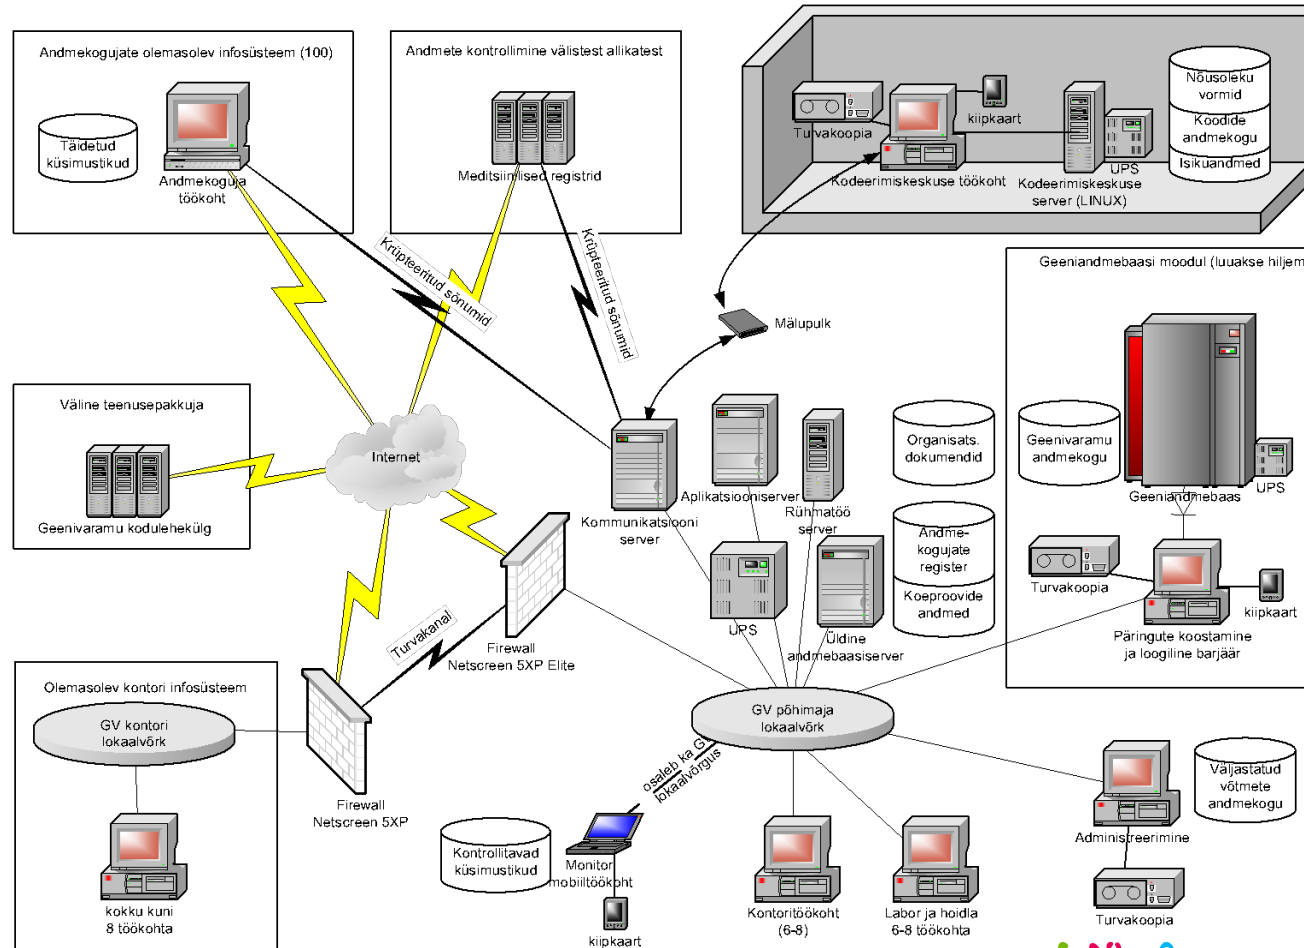 Andmekogujate olemasolev infosüsteem (100)
Täidetud
küsimustikud
Andmekoguja
töökoht
Andmete kontrollimine välistest allikatest
Meditsiinilised registrid
Turvakoopia
kiipkaart
Kodeerimiskeskuse töökoht
UPS
Kodeerimiskeskuse
server (LINUX)
Nõusoleku
vormid
Koodide
andmekogu
Isikuandmed
Krüpteeritud sõnumid
Krüpteeritud sõnumid
Mälupulk
Geeniandmebaasi moodul (luuakse hiljem
Geenivaramu
andmekogu
Geeniandmebaas
UPS
Turvakoopia
kiipkaart
Päringute koostamine
ja loogiline barjäär
Väline teenusepakkuja
Geenivaramu kodulehekülg
Internet
Kommunikatsiooni
server
Aplikatsiooniserver
Rühmatöö
server
Organisats.
dokumendid
UPS
Üldine
andmebaasiserver
Andme-
kogujate
register
Koeproovide
andmed
Turvakanal
Firewall
Netscreen 5XP Elite
Olemasolev kontori infosüsteem
GV kontori
lokaalvõrk
Firewall
Netscreen 5XP
kokku kuni
8 töökohta
GV põhimaja
lokaalvõrk
osaleb ka GV
lokaalvõrgus
Kontrollitavad
küsimustikud
Monitor
mobiiltöökoht
kiipkaart
Kontoritöökoht
(6-8)
Labor ja hoidla
6-8 töökohta
Administreerimine
Väljastatud
võtmete
andmekogu
Turvakoopia